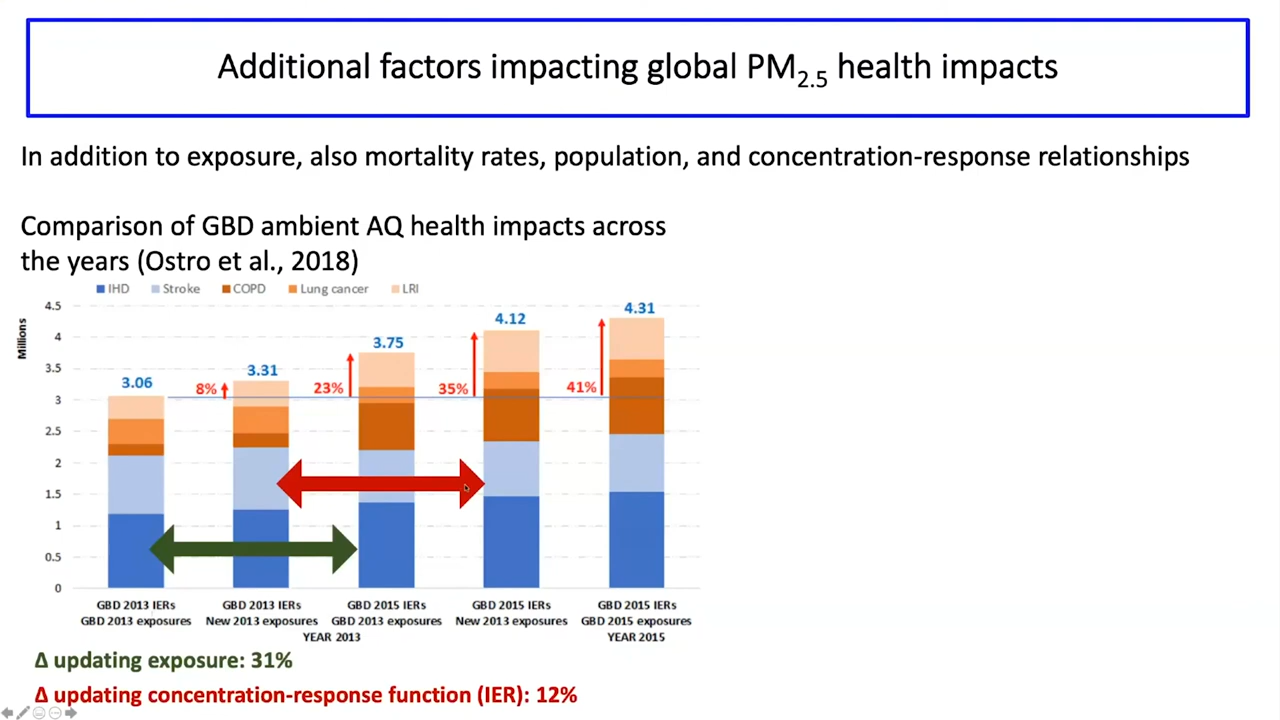 Additional factors impacting global PM2.5 health impacts
In addition to exposure, also mortality rates, population, and concentration-response relationships
Comparison of GBD ambient AQ health impacts across
the years (Ostro et al., 2018)
IHD Stroke COPD Lung cancer LRI
Millions
4.5
4
3.5
3
2.5
2
1.5
1
0.5
0
3.06
8%
3.31
23%
3.75
35%
4.12
41%
4.31
GBD 2013 IERs GBD 2013 IERs GBD 2015 IERs GBD 2015 IERs GBD 2015 IERs
GBD 2013 exposures New 2013 exposures GBD 2013 exposures New 2013 exposures GBD 2015 exposures
YEAR 2013 YEAR 2015
Δ updating exposure: 31%
Δ updating concentration-response function (IER): 12%